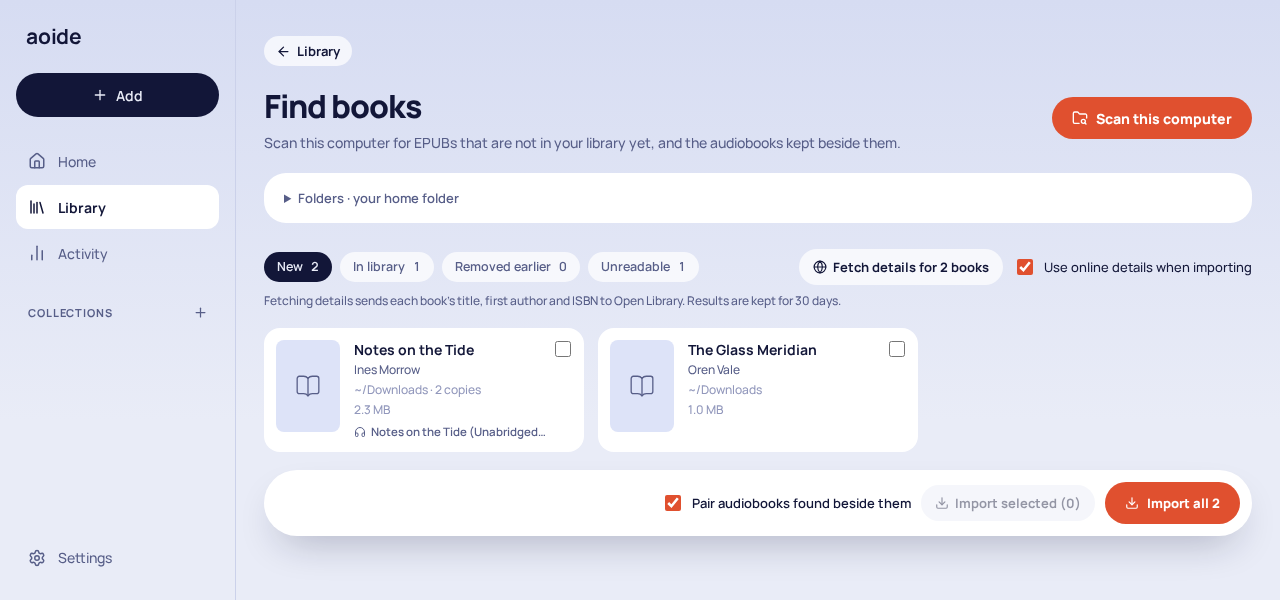 aoide
Add
Home
Library
Activity
COLLECTIONS
Settings
Library
Find books
Scan this computer for EPUBs that are not in your library yet, and the audiobooks kept beside them.
Scan this computer
Folders · your home folder
New 2
In library 1
Removed earlier 0
Unreadable 1
Fetch details for 2 books
Use online details when importing
Fetching details sends each book's title, first author and ISBN to Open Library. Results are kept for 30 days.
Notes on the Tide
Ines Morrow
~/Downloads · 2 copies
2.3 MB
Notes on the Tide (Unabridged…
The Glass Meridian
Oren Vale
~/Downloads
1.0 MB
Pair audiobooks found beside them
Import selected (0)
Import all 2